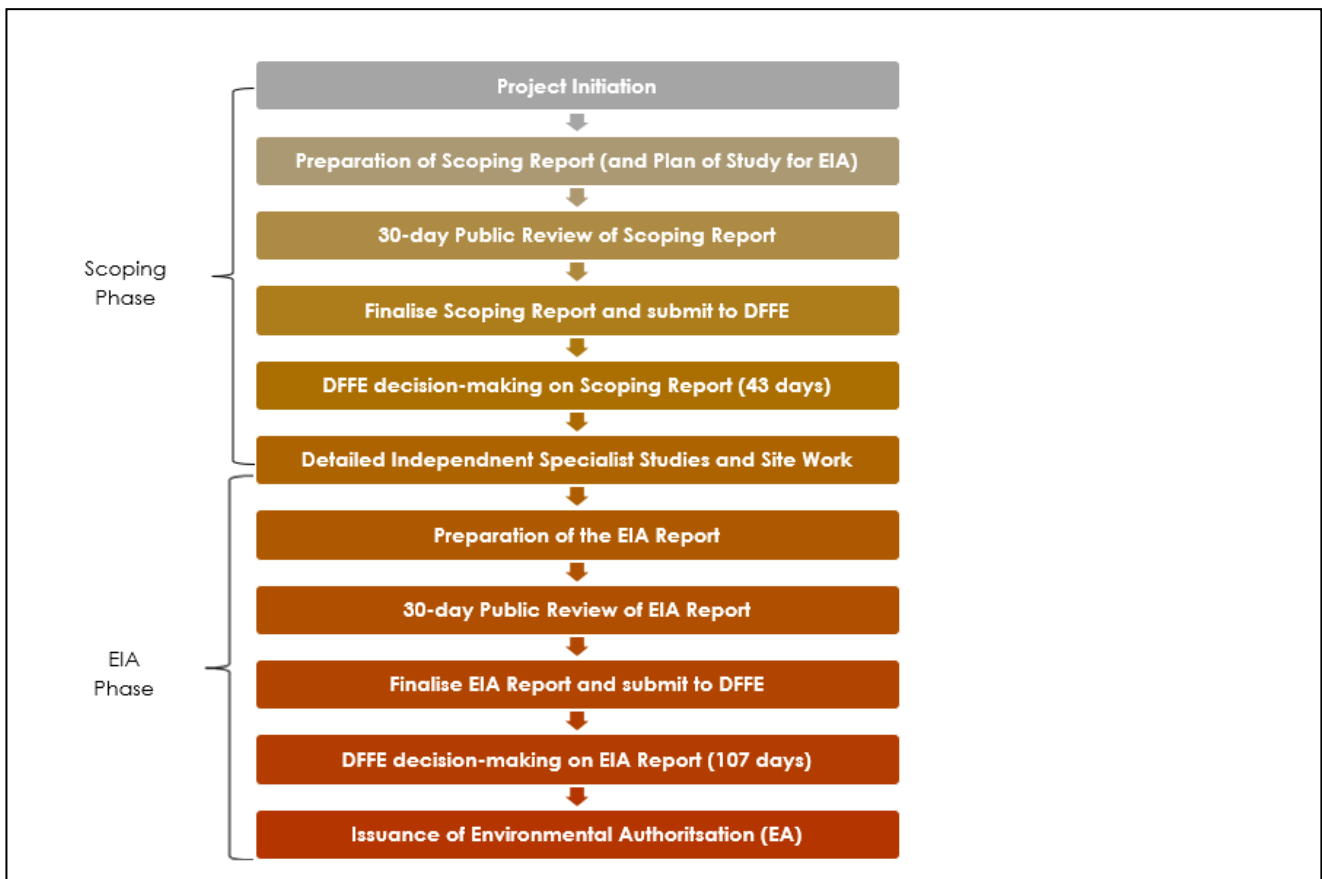 Project Initiation
Preparation of Scoping Report (and Plan of Study for EIA)
30-day Public Review of Scoping Report
Scoping
Phase
Finalise Scoping Report and submit to DFFE
DFFE decision-making on Scoping Report (43 days)
Detailed Independnent Specialist Studies and Site Work
Preparation of the EIA Report
30-day Public Review of EIA Report
EIA
Phase
Finalise EIA Report and submit to DFFE
DFFE decision-making on EIA Report (107 days)
Issuance of Environmental Authoritsation (EA)